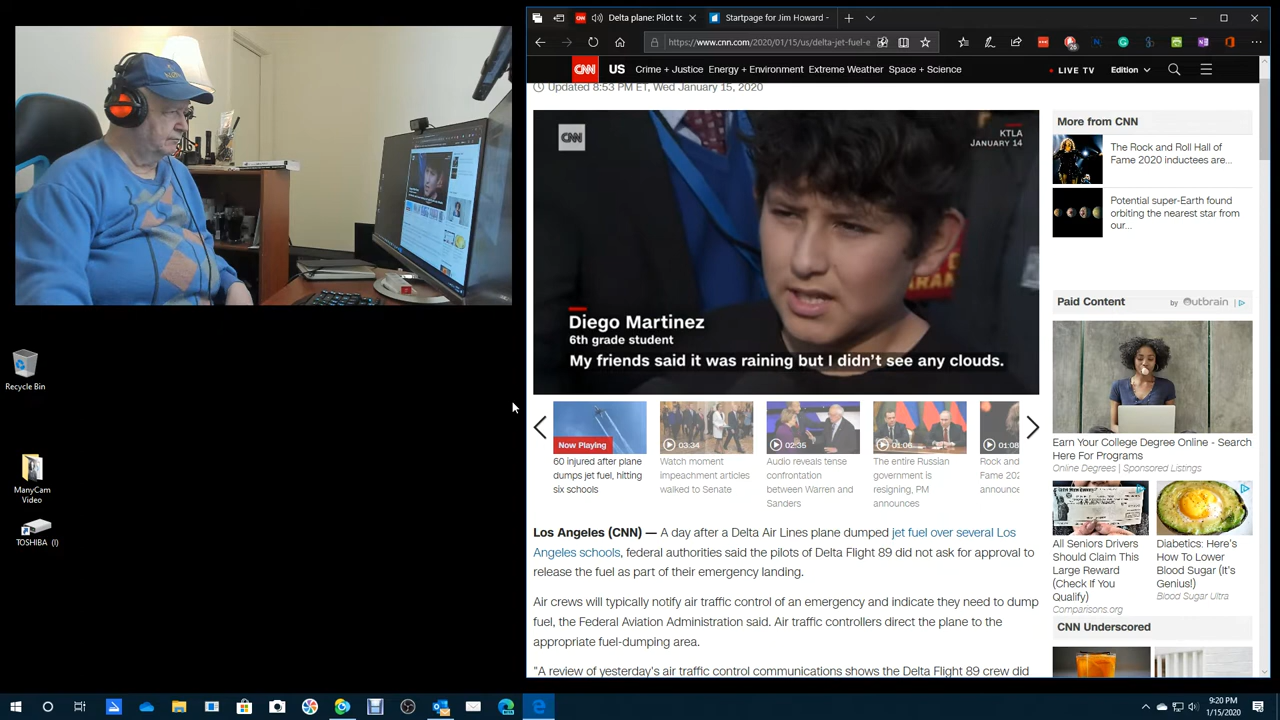 Delta plane: Pilot to
Startpage for Jim Howard -
https://www.cnn.com/2020/01/15/us/delta-jet-fuel-e
26
CNN
US
Crime + Justice
Energy + Environment
Extreme Weather
Space + Science
LIVE TV
Edition
Updated 8:53 PM ET, Wed January 15, 2020
CNN
KTLA
JANUARY 14
Diego Martinez
6th grade student
My friends said it was raining but I didn't see any clouds.
Now Playing
03:34
02:35
01:06
01:08
60 injured after plane
dumps jet fuel, hitting
six schools
Watch moment
impeachment articles
walked to Senate
Audio reveals tense
confrontation
between Warren and
Sanders
The entire Russian
government is
resigning, PM
announces
Rock and
Fame 202
announce
Los Angeles (CNN) — A day after a Delta Air Lines plane dumped jet fuel over several Los
Angeles schools, federal authorities said the pilots of Delta Flight 89 did not ask for approval to
release the fuel as part of their emergency landing.
Air crews will typically notify air traffic control of an emergency and indicate they need to dump
fuel, the Federal Aviation Administration said. Air traffic controllers direct the plane to the
appropriate fuel-dumping area.
"A review of yesterday's air traffic control communications shows the Delta Flight 89 crew did
More from CNN
The Rock and Roll Hall of
Fame 2020 inductees are...
Potential super-Earth found
orbiting the nearest star from
our...
Paid Content
by Outbrain
Earn Your College Degree Online - Search
Here For Programs
Online Degrees | Sponsored Listings
All Seniors Drivers
Should Claim This
Large Reward
(Check If You
Qualify)
Comparisons.org
Diabetes: Here's
How To Lower
Blood Sugar (It's
Genius!)
Blood Sugar Ultra
CNN Underscored
Recycle Bin
ManyCam
Video
TOSHIBA (I)
9:20 PM
1/15/2020